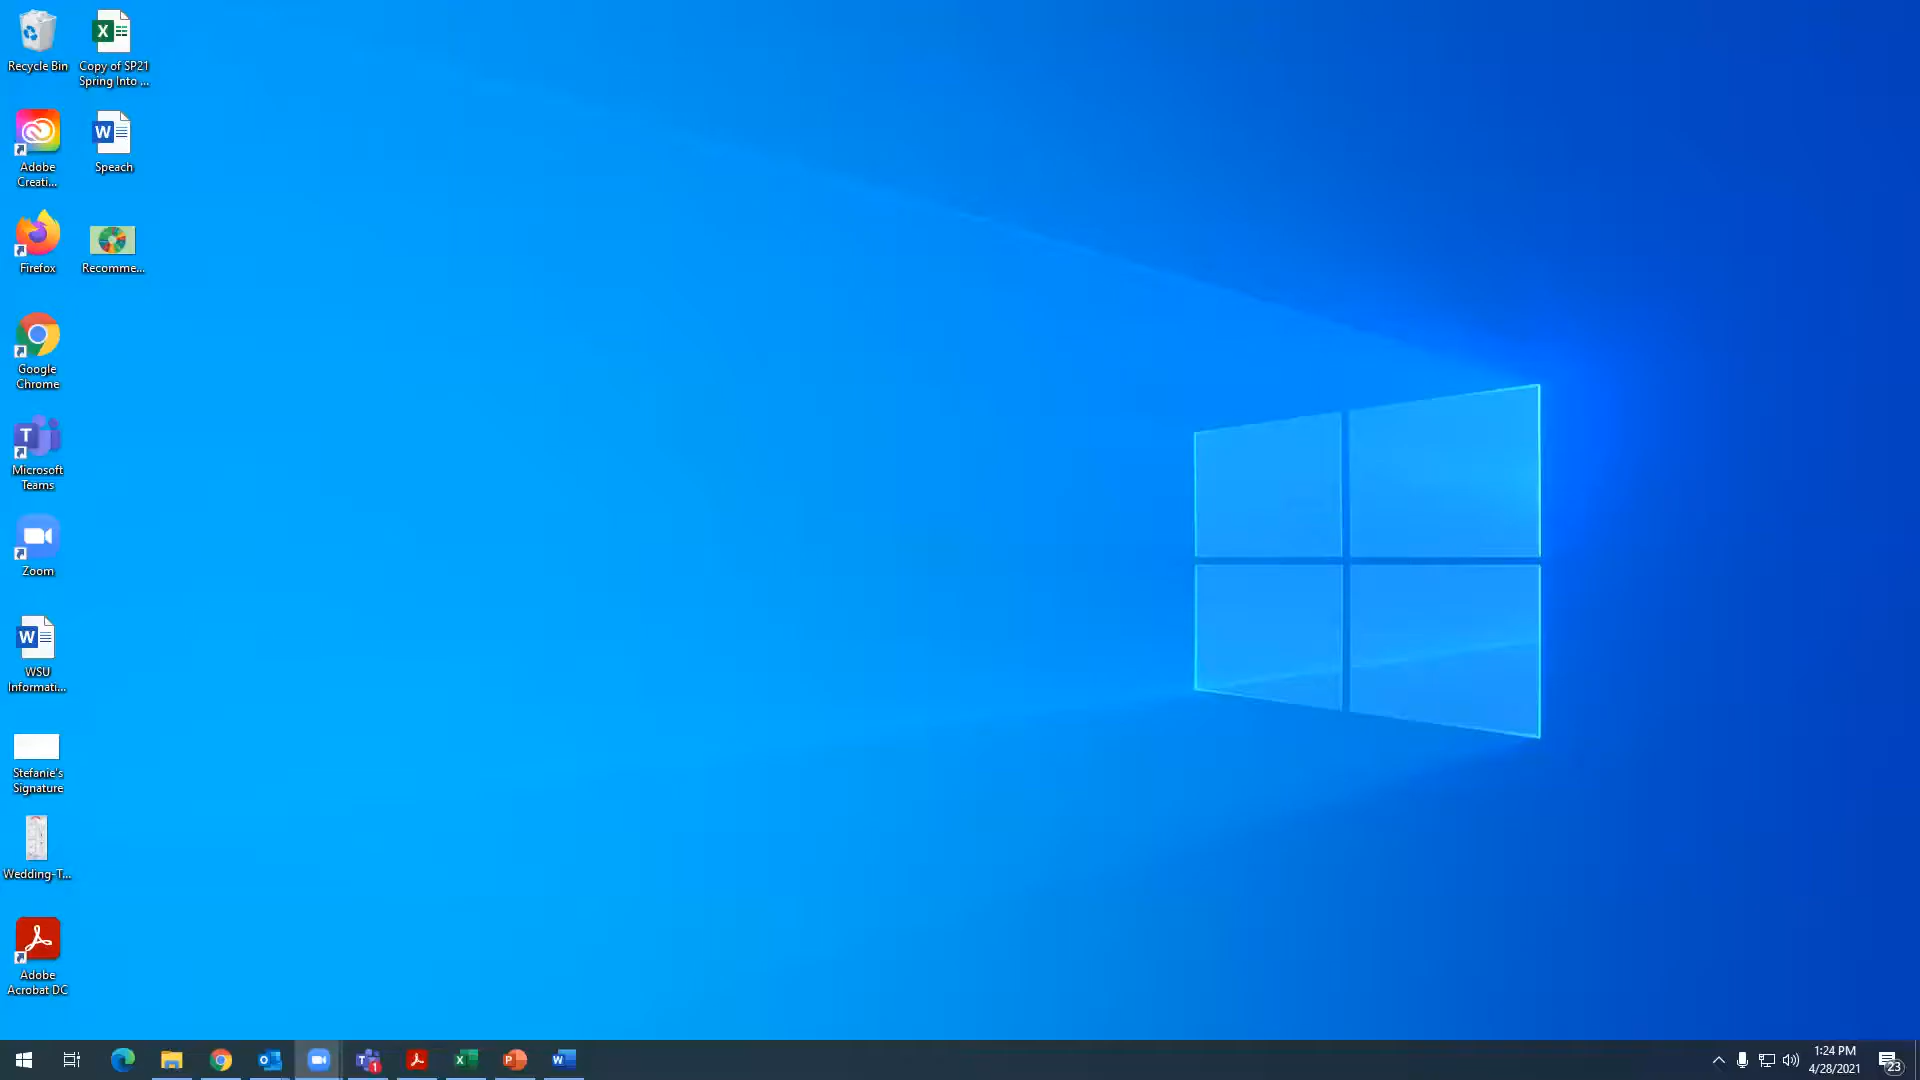 Recycle Bin
Copy of SP21
Spring Into ...
Adobe
Creati...
Speach
Firefox
Recomme...
Google
Chrome
Microsoft
Teams
Zoom
WSU
Informati...
Stefanie's
Signature
Wedding-T...
Adobe
Acrobat DC
1:24 PM
4/28/2021
23
1